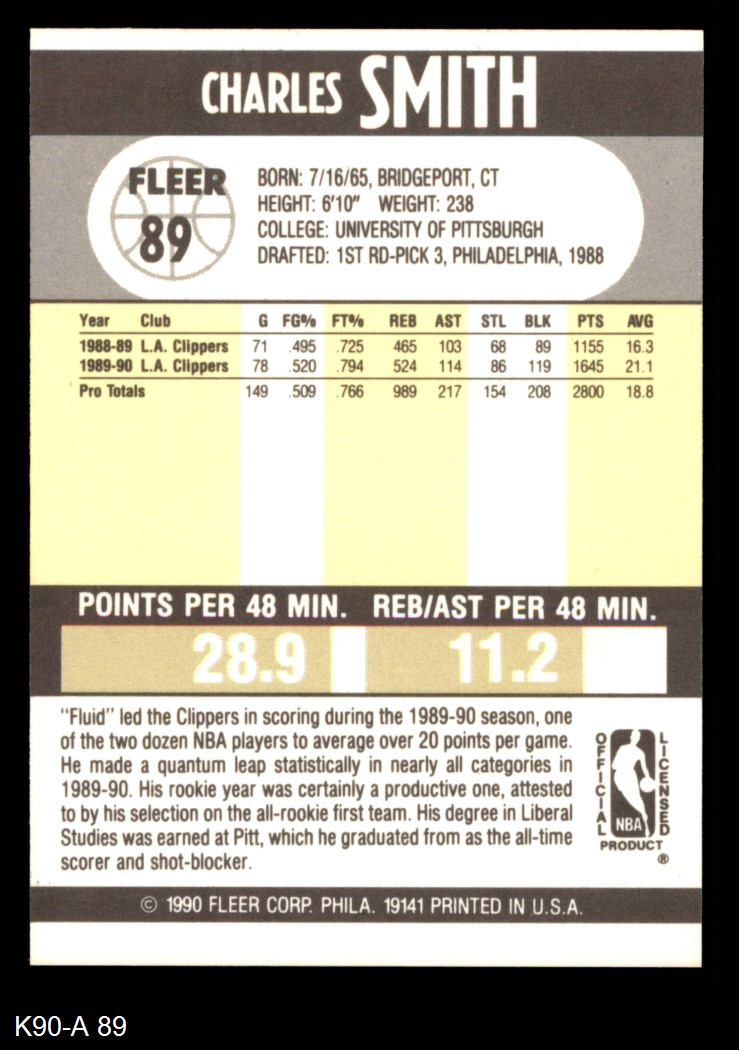 CHARLES SMITH
FLEER
89
BORN: 7/16/65, BRIDGEPORT, CT
HEIGHT: 6'10" WEIGHT: 238
COLLEGE: UNIVERSITY OF PITTSBURGH
DRAFTED: 1ST RD-PICK 3, PHILADELPHIA, 1988
Year Club G FG% FT% REB AST STL BLK PTS AVG
1988-89 L.A. Clippers 71 .495 .725 465 103 68 89 1155 16.3
1989-90 L.A. Clippers 78 .520 .794 524 114 86 119 1645 21.1
Pro Totals 149 .509 .766 989 217 154 208 2800 18.8
POINTS PER 48 MIN. REB/AST PER 48 MIN.
28.9 11.2
"Fluid" led the Clippers in scoring during the 1989-90 season, one
of the two dozen NBA players to average over 20 points per game.
He made a quantum leap statistically in nearly all categories in
1989-90. His rookie year was certainly a productive one, attested
to by his selection on the all-rookie first team. His degree in Liberal
Studies was earned at Pitt, which he graduated from as the all-time
scorer and shot-blocker.
OFFICIAL
NBA
LICENSED
PRODUCT
®
© 1990 FLEER CORP. PHILA. 19141 PRINTED IN U.S.A.
K90-A 89